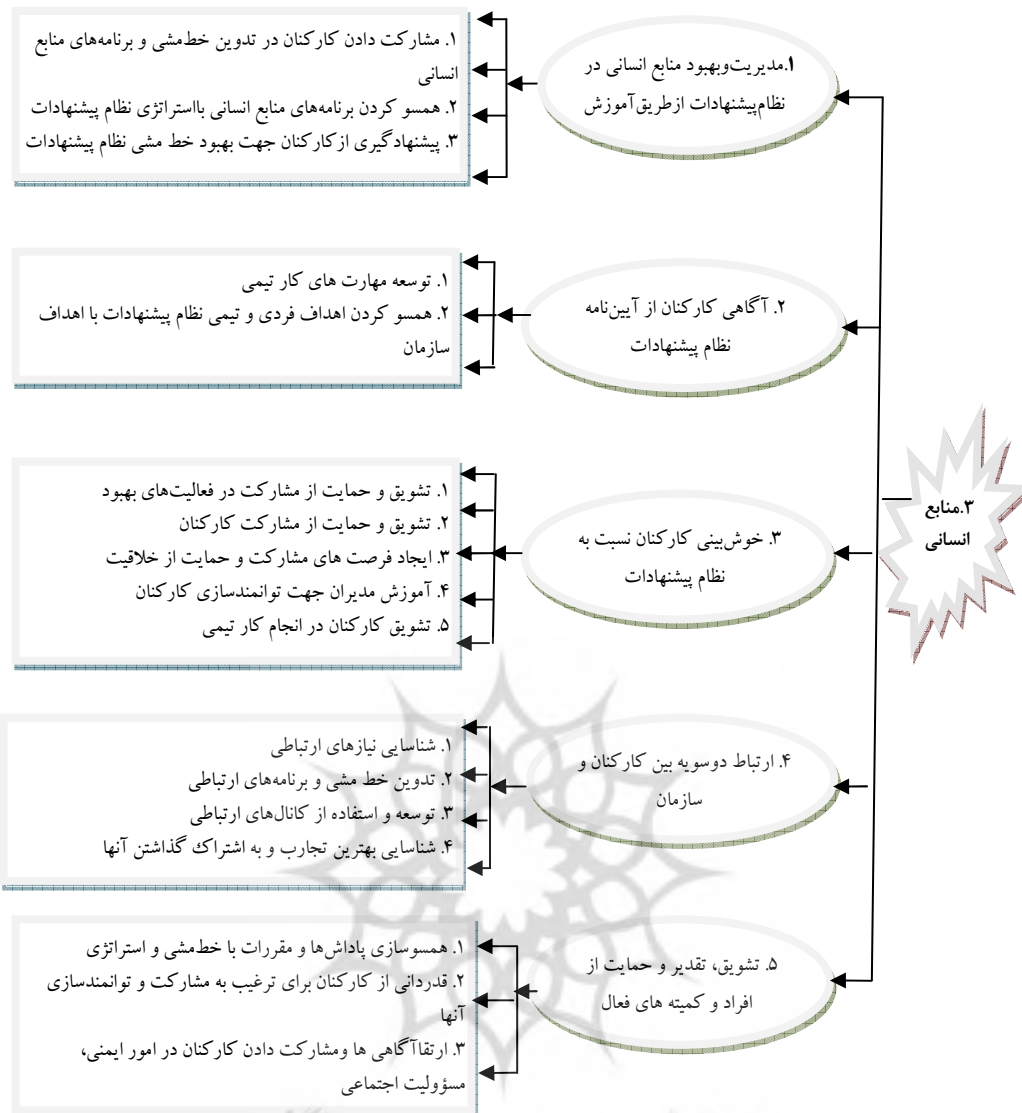 ۳.منابع
انسانی
۱.مدیریت‌وبهبود منابع انسانی در
نظام‌پیشنهادات ازطریق‌آموزش
۱. مشارکت دادن کارکنان در تدوین خط‌مشی و برنامه‌های منابع
انسانی
۲. همسو کردن برنامه‌های منابع انسانی بااستراتژی نظام پیشنهادات
۳. پیشنهادگیری ازکارکنان جهت بهبود خط مشی نظام پیشنهادات
۲. آگاهی کارکنان از آیین‌نامه
نظام پیشنهادات
۱. توسعه مهارت های کار تیمی
۲. همسو کردن اهداف فردی و تیمی نظام پیشنهادات با اهداف
سازمان
۳. خوش‌بینی کارکنان نسبت به
نظام پیشنهادات
۱. تشویق و حمایت از مشارکت در فعالیت‌های بهبود
۲. تشویق و حمایت از مشارکت کارکنان
۳. ایجاد فرصت های مشارکت و حمایت از خلاقیت
۴. آموزش مدیران جهت توانمندسازی کارکنان
۵. تشویق کارکنان در انجام کار تیمی
۴. ارتباط دوسویه بین کارکنان و
سازمان
۱. شناسایی نیازهای ارتباطی
۲. تدوین خط مشی و برنامه‌های ارتباطی
۳. توسعه و استفاده از کانال‌های ارتباطی
۴. شناسایی بهترین تجارب و به اشتراک گذاشتن آنها
۵. تشویق، تقدیر و حمایت از
افراد و کمیته های فعال
۱. همسوسازی پاداش‌ها و مقررات با خط‌مشی و استراتژی
۲. قدردانی از کارکنان برای ترغیب به مشارکت و توانمندسازی
آنها
۳. ارتقاآگاهی ها ومشارکت دادن کارکنان در امور ایمنی،
مسؤولیت اجتماعی